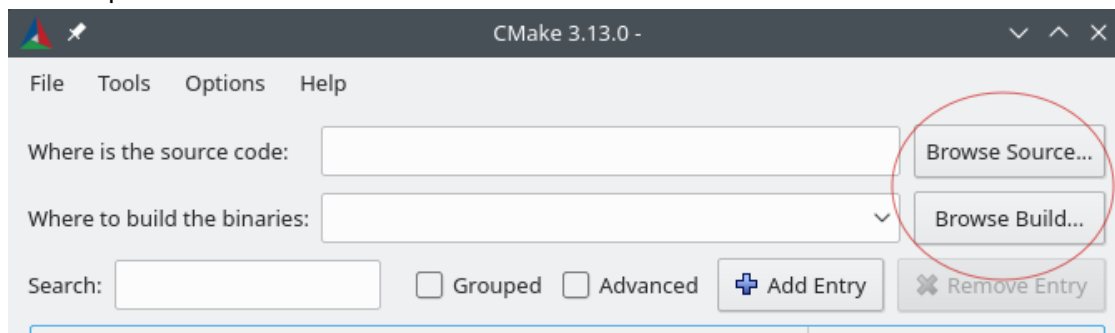 CMake 3.13.0 -
File Tools Options Help
Where is the source code: Browse Source...
Where to build the binaries: Browse Build...
Search: Grouped Advanced Add Entry Remove Entry